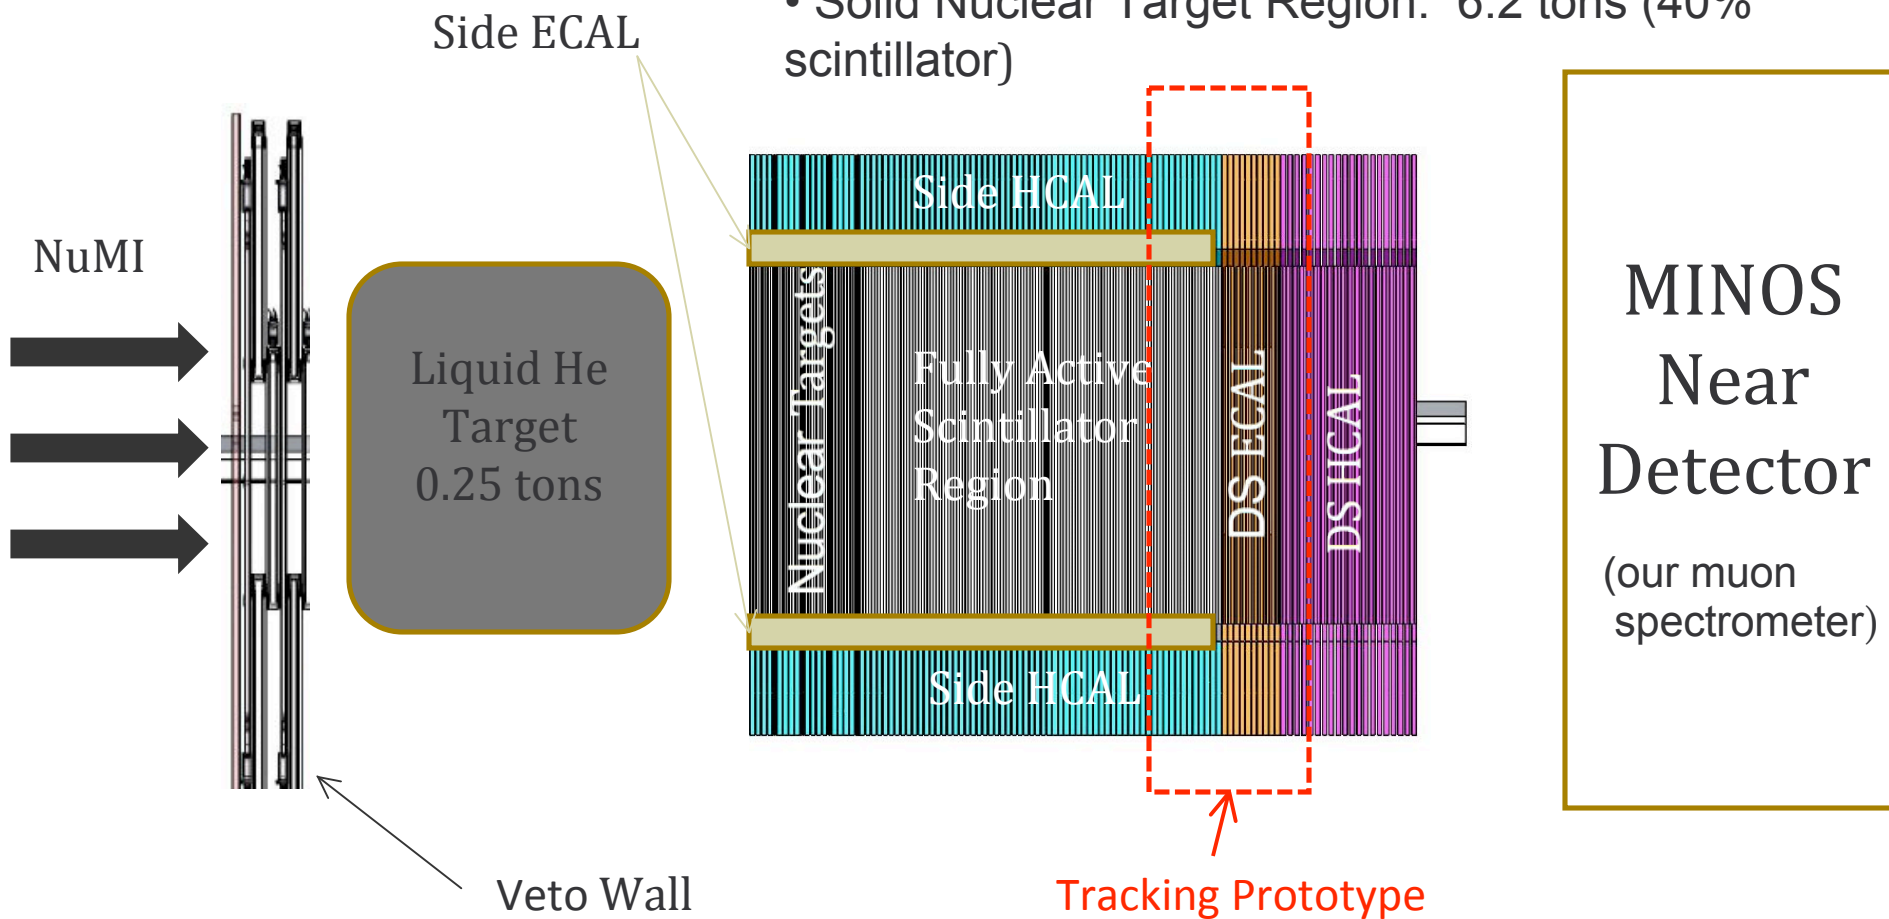 • Solid Nuclear Target Region: 6.2 tons (40%
scintillator)
Side ECAL
NuMI
Liquid He
Target
0.25 tons
Side HCAL
Nuclear Targets
Fully Active
Scintillator
Region
DS ECAL
DS HCAL
Side HCAL
MINOS
Near
Detector
(our muon
spectrometer)
Veto Wall
Tracking Prototype